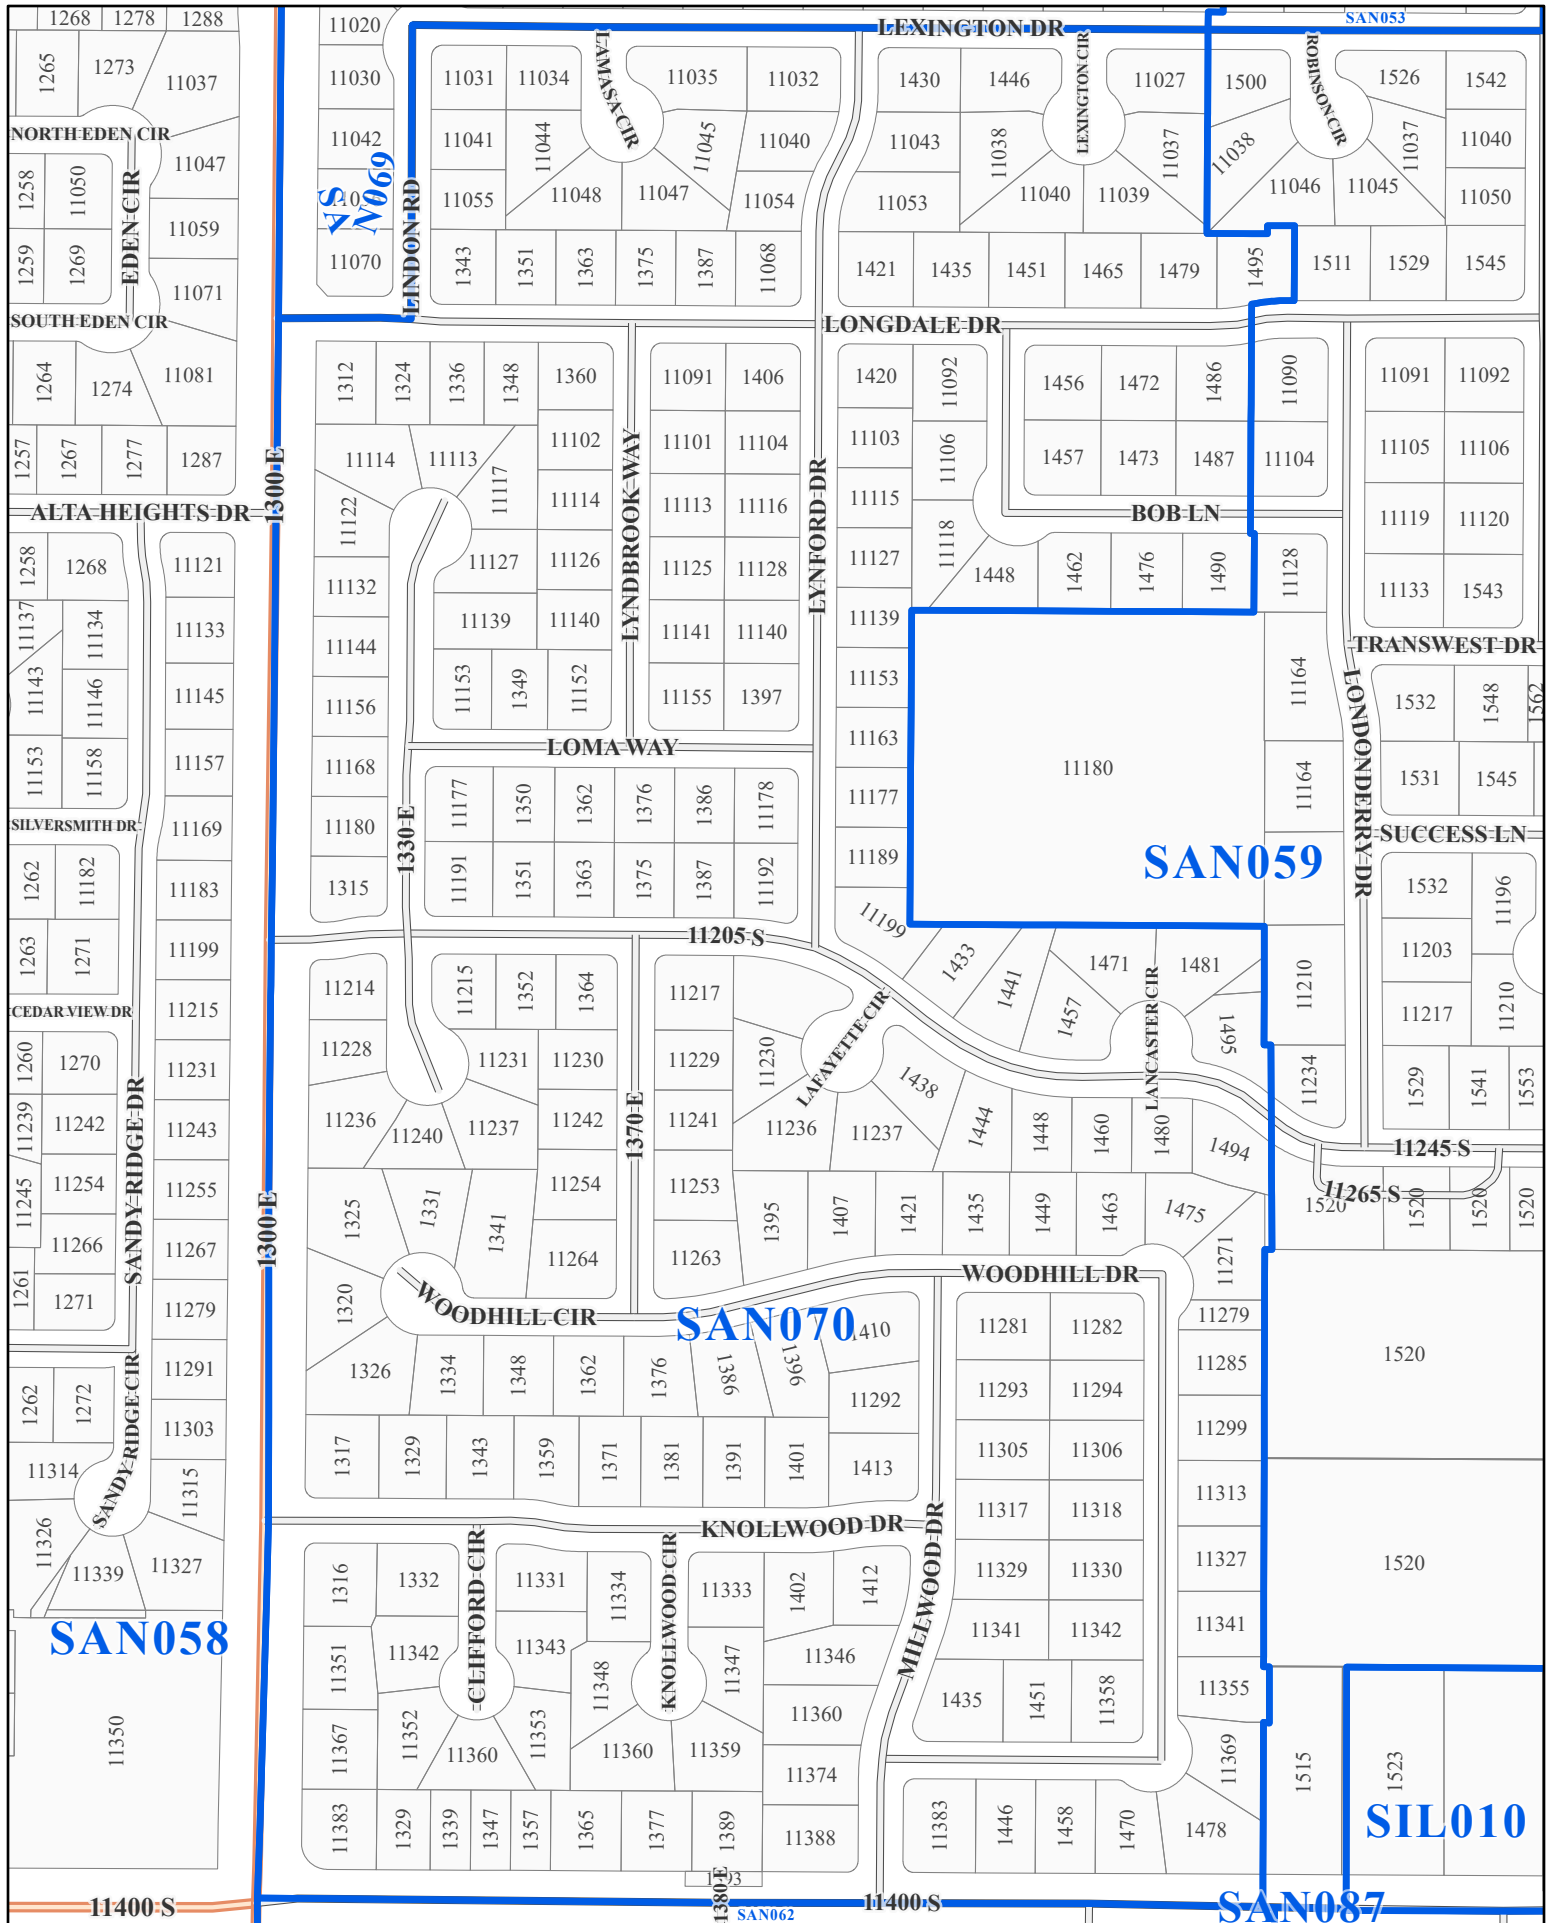 1268 1278 1288 11020 LEXINGTON DR SAN053
1265 1273 11037 11030 11031 11034 TAMASA CIR 11035 11032 1430 1446 LEXINGTON CIR 11027 1500 ROBINSON CIR 1526 1542
NORTH EDEN CIR 11042 11041 11044 11045 11040 11043 11038 11037 11038 11037 11040
11047 SAN069
1258 11050 EDEN CIR 11055 11048 11047 11054 11053 11040 11039 11046 11045 11050
11059 LINDON RD
1259 1269 11070 1343 1351 1363 1375 1387 11068 1421 1435 1451 1465 1479 1495 1511 1529 1545
11071
SOUTH EDEN CIR LONGDALE DR
1264 1274 11081 1312 1324 1336 1348 1360 11091 1406 1420 11092 1456 1472 1486 11090 11091 11092
1257 1267 1277 1287 11114 11113 11117 11102 LYNDBROOK WAY 11101 11104 LYNFORD DR 11103 11106 1457 1473 1487 11104 11105 11106
1300 E
ALTA HEIGHTS DR 11122 11114 11113 11116 11115 11118 BOB LN 11119 11120
1258 1268 11121 11132 11127 11126 11125 11128 11127 1448 1462 1476 1490 11128 11133 1543
11137 11134 11133 11144 11139 11140 11141 11140 11139 TRANSWEST DR
11143 11146 11145 11156 11153 1349 11152 11155 1397 11153 11164 LONDONDERRY DR 1532 1548 1562
11153 11158 11157 11168 LOMA WAY 11163 11180 11164 1531 1545
SILVERSMITH DR 11169 11180 1330 E 11177 1350 1362 1376 1386 11178 11177 SUCCESS LN
1262 11182 11183 1315 11191 1351 1363 1375 1387 11192 11189 SAN059 1532 11196
1263 1271 11199 11205 S 11199 1433 1441 1457 1471 1481 LANCASTER CIR 11210 11203
CEDAR VIEW DR 11215 11214 11215 1352 1364 11217 LAFAYETTE CIR 1495 11217 11210
1260 1270 SANDY RIDGE DR 11231 11228 11231 11230 11229 11230 1438 11234 1529 1541 1553
11239 11242 11243 11236 11240 11237 11242 1370 E 11241 11236 11237 1444 1448 1460 1480 1494 11245 S
11245 11254 11255 1325 1331 1341 11254 11253 1395 1407 1421 1435 1449 1463 1475 1520 11265 S 1520 1520 1520
1300 E
11266 11267 11264 11263 11271
1261 1271 11279 1320 WOODHILL CIR SAN070 1410 WOODHILL DR 11279
11281 11282
1262 1272 SANDY RIDGE CIR 11291 1326 1334 1348 1362 1376 1386 1396 11292 11293 11294 11285 1520
11303 11299
11314 11315 1317 1329 1343 1359 1371 1381 1391 1401 1413 11305 11306
11326 11339 11327 KNOLLWOOD DR MILLWOOD DR 11317 11318 11313
1316 1332 CLIFFORD CIR 11331 11334 KNOLLWOOD CIR 11333 1402 1412 11329 11330 11327 1520
SAN058 11351 11342 11343 11348 11347 11346 11341 11342 11341
11350 11367 11352 11360 11353 11360 11359 11360 1435 1451 11358 11355
11374 11369 1515 1523
11383 1329 1339 1347 1357 1365 1377 1389 11388 11383 1446 1458 1470 1478 SIL010
11400 S 1380 E SAN062 11400 S SAN087